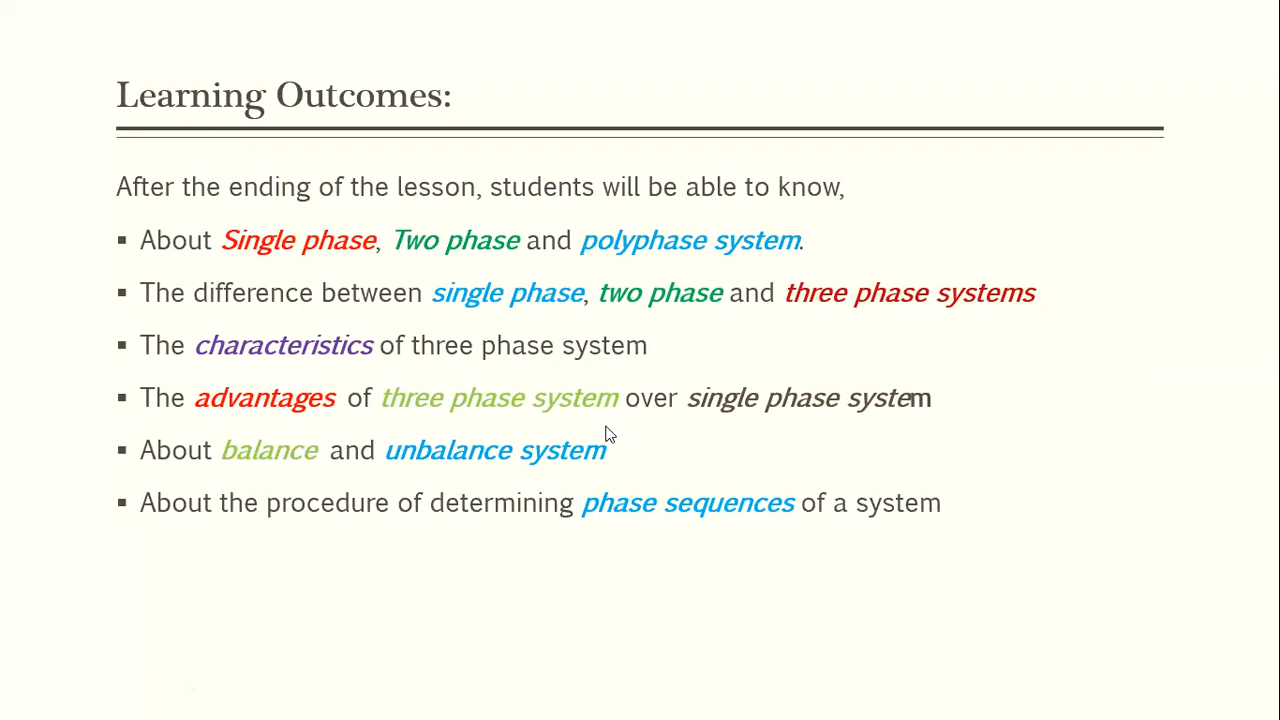 Learning Outcomes:
After the ending of the lesson, students will be able to know,
▪ About Single phase, Two phase and polyphase system.
▪ The difference between single phase, two phase and three phase systems
▪ The characteristics of three phase system
▪ The advantages of three phase system over single phase system
▪ About balance and unbalance system
▪ About the procedure of determining phase sequences of a system